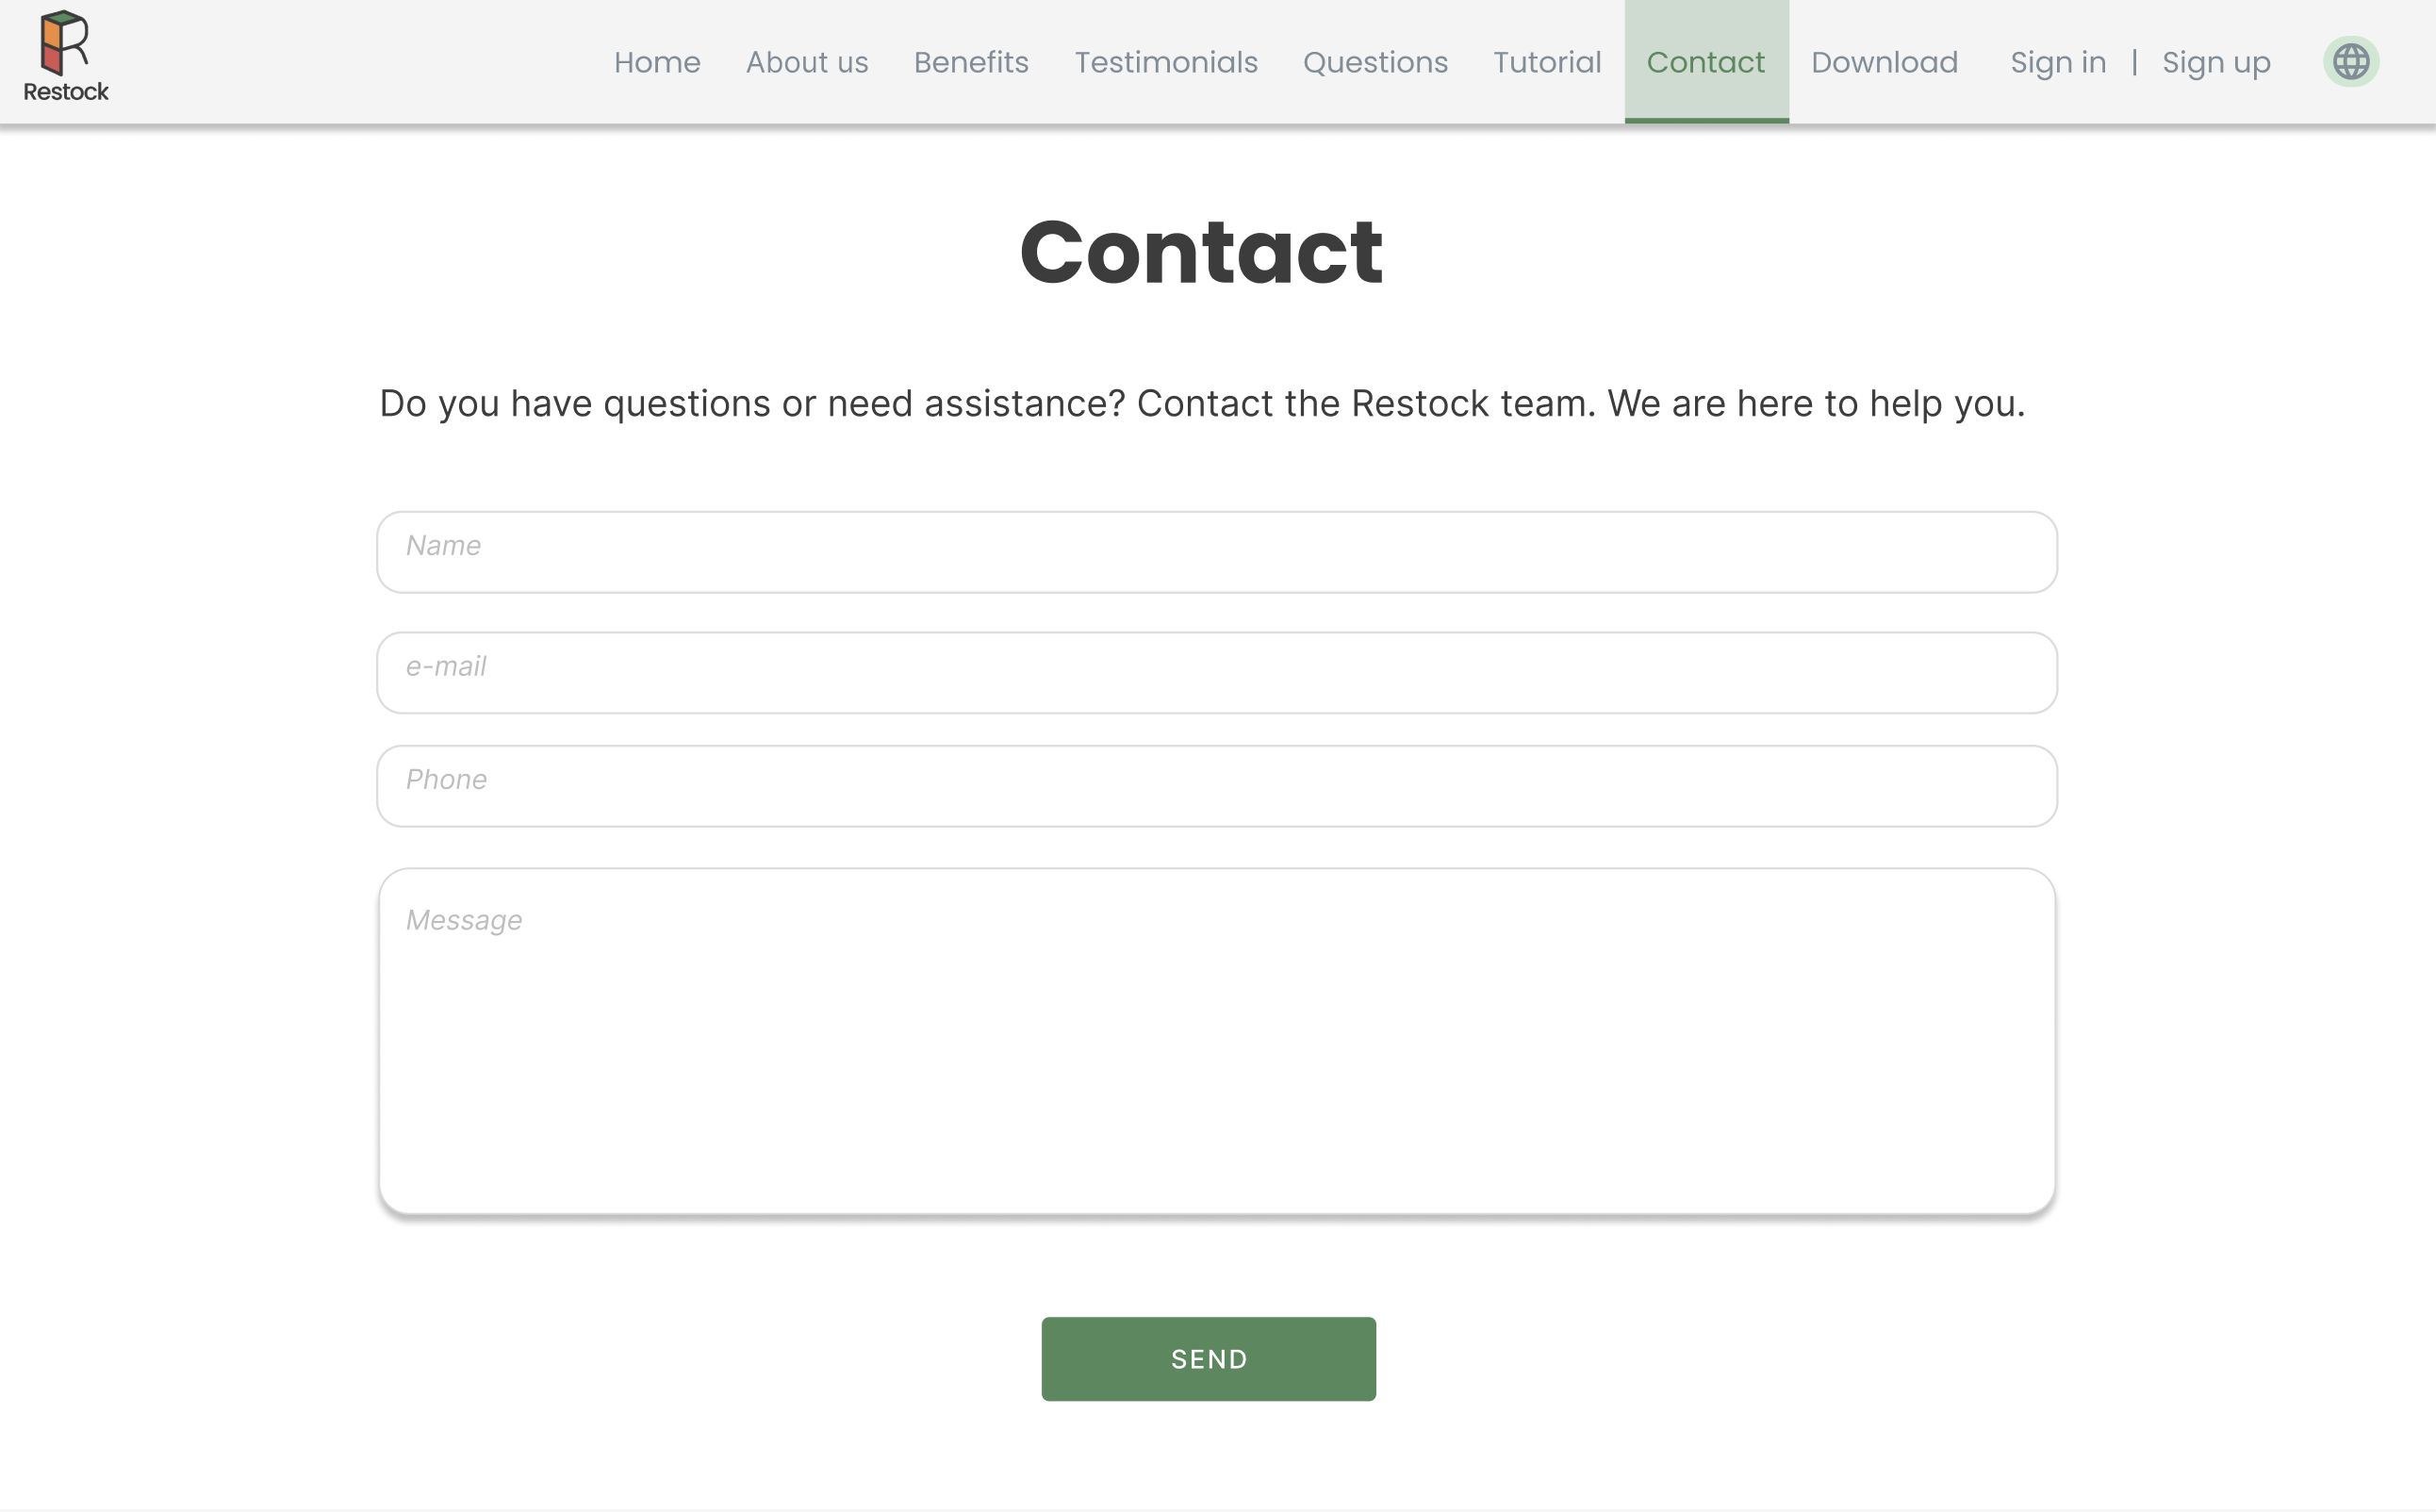 Restock
Home About us Benefits Testimonials Questions Tutorial Contact Download Sign in | Sign up
Contact
Do you have questions or need assistance? Contact the Restock team. We are here to help you.
Name
e-mail
Phone
Message
SEND